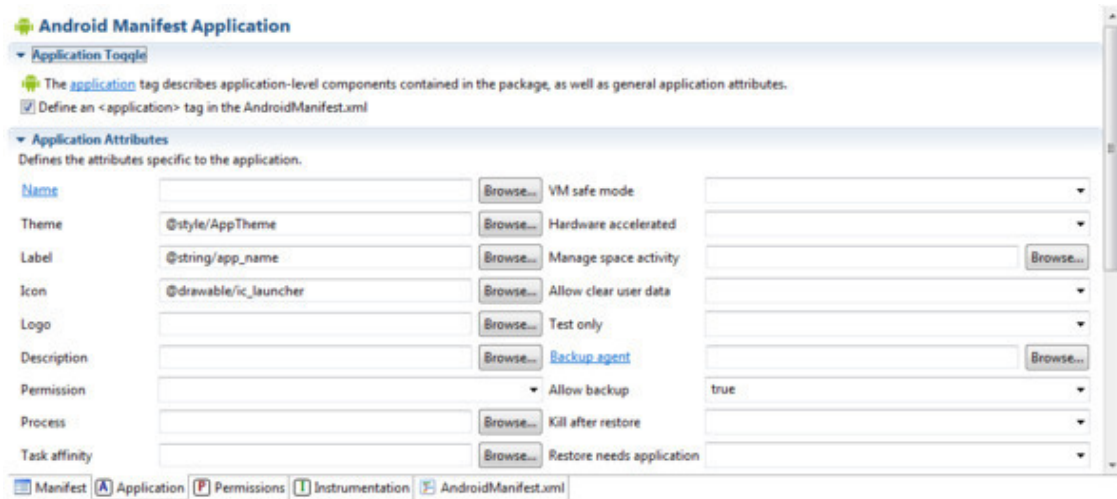 Android Manifest Application
Application Toggle
The application tag describes application-level components contained in the package, as well as general application attributes.
Define an <application> tag in the AndroidManifest.xml
Application Attributes
Defines the attributes specific to the application.
Name Browse... VM safe mode
Theme @style/AppTheme Browse... Hardware accelerated
Label @string/app_name Browse... Manage space activity Browse...
Icon @drawable/ic_launcher Browse... Allow clear user data
Logo Browse... Test only
Description Browse... Backup agent Browse...
Permission Allow backup true
Process Browse... Kill after restore
Task affinity Browse... Restore needs application
Manifest A Application P Permissions I Instrumentation AndroidManifest.xml